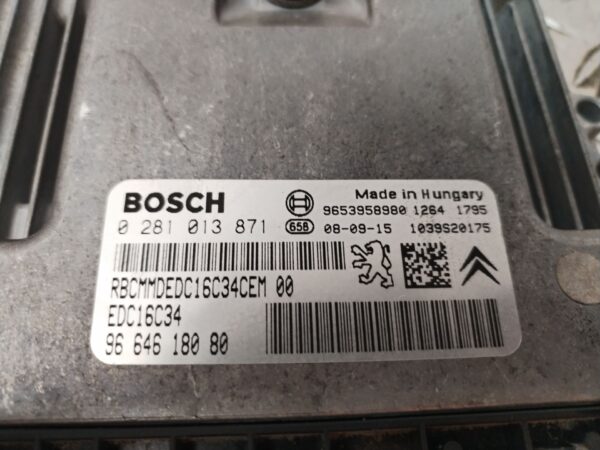 BOSCH
Made in Hungary
9653958980 1264 1795
0 281 013 871
658 08-09-15 1039S20175
RBCMMDEDC16C34CEM 00
EDC16C34
96 646 180 80